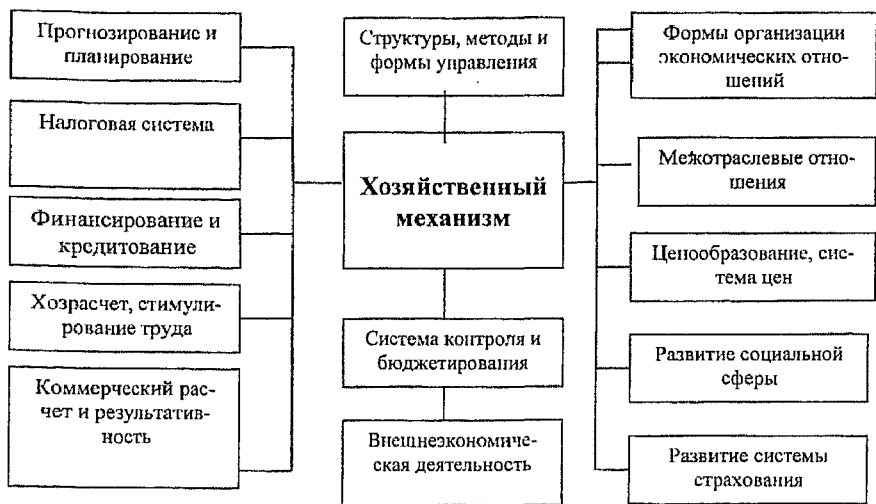 Прогнозирование и
планирование
Налоговая система
Финансирование и
кредитование
Хозрасчет, стимули-
рование труда
Коммерческий рас-
чет и результатив-
ность
Структуры, методы и
формы управления
Хозяйственный
механизм
Система контроля и
бюджетирования
Внешнеэкономиче-
ская деятельность
Формы организации
экономических отно-
шений
Межотраслевые отно-
шения
Ценообразование, сис-
тема цен
Развитие социальной
сферы
Развитие системы
страхования